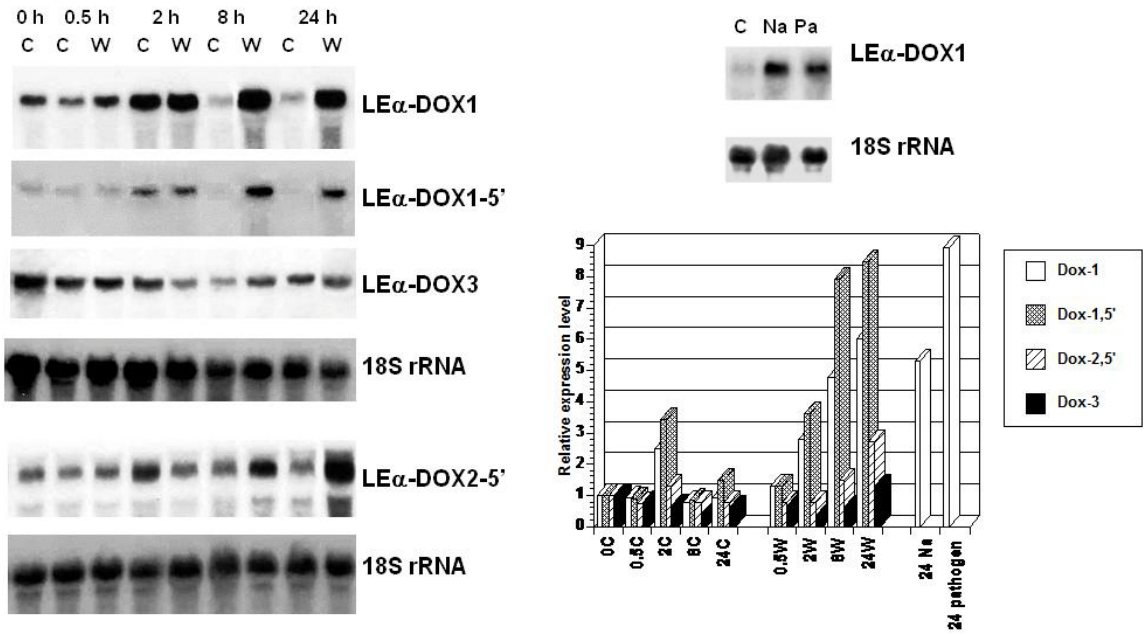 0 h 0.5 h 2 h 8 h 24 h
C C W C W C W C W
LEα-DOX1
LEα-DOX1-5'
LEα-DOX3
18S rRNA
LEα-DOX2-5'
18S rRNA
C Na Pa
LEα-DOX1
18S rRNA
Relative expression level
9
8
7
6
5
4
3
2
1
0
0C
0,5C
2C
8C
24C
0,5W
2W
8W
24W
24 Na
24 pathogen
Dox-1
Dox-1,5'
Dox-2,5'
Dox-3